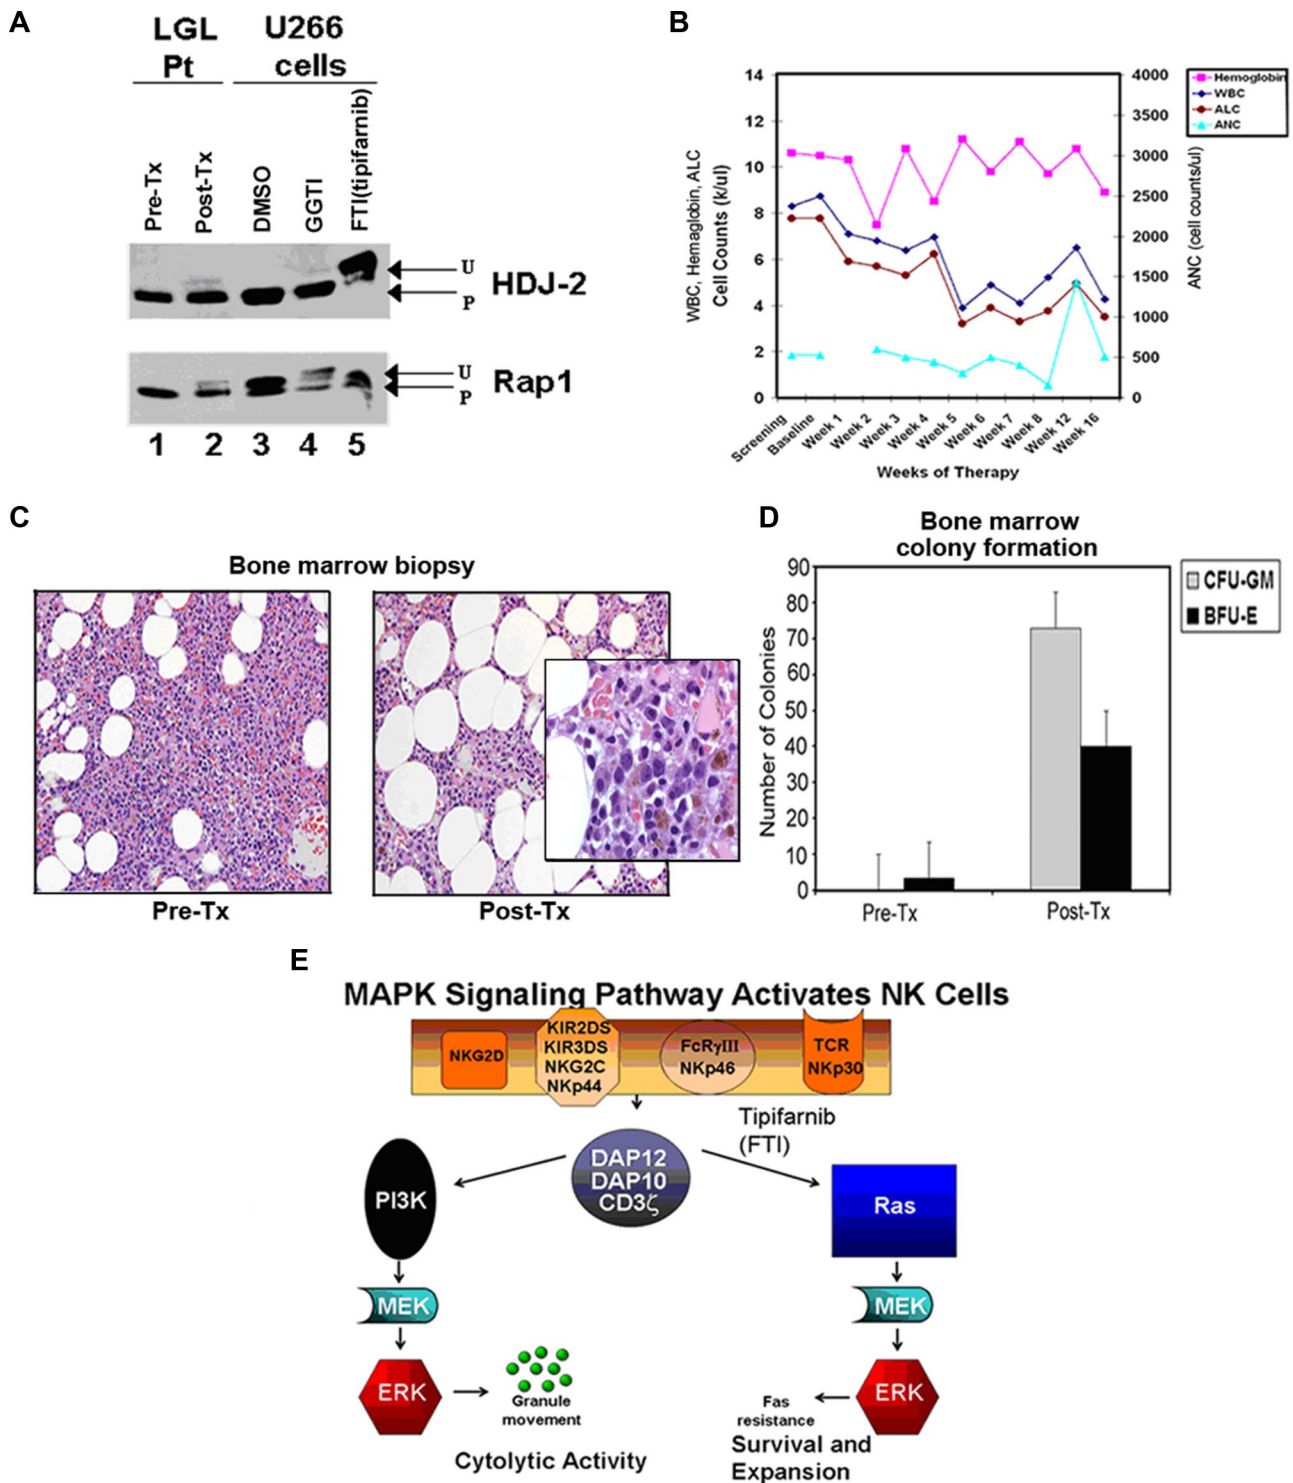 A
LGL
Pt
U266
cells
Pre-Tx
Post-Tx
DMSO
GGTI
FTI(tipifarnib)
U
P
HDJ-2
U
P
Rap1
1 2 3 4 5
B
14
12
10
8
6
4
2
0
4000
3500
3000
2500
2000
1500
1000
500
0
WBC, Hemaglobin, ALC
Cell Counts (k/ul)
ANC (cell counts/ul)
Hemoglobin
WBC
ALC
ANC
Screening
Baseline
Week 1
Week 2
Week 3
Week 4
Week 5
Week 6
Week 7
Week 8
Week 12
Week 16
Weeks of Therapy
C
Bone marrow biopsy
Pre-Tx
Post-Tx
D
Bone marrow
colony formation
Number of Colonies
90
80
70
60
50
40
30
20
10
0
Pre-Tx
Post-Tx
CFU-GM
BFU-E
E
MAPK Signaling Pathway Activates NK Cells
NKG2D
KIR2DS
KIR3DS
NKG2C
NKp44
FcRγIII
NKp46
TCR
NKp30
Tipifarnib
(FTI)
DAP12
DAP10
CD3ζ
PI3K
Ras
MEK
MEK
ERK
ERK
Granule
movement
Cytolytic Activity
Fas
resistance
Survival and
Expansion